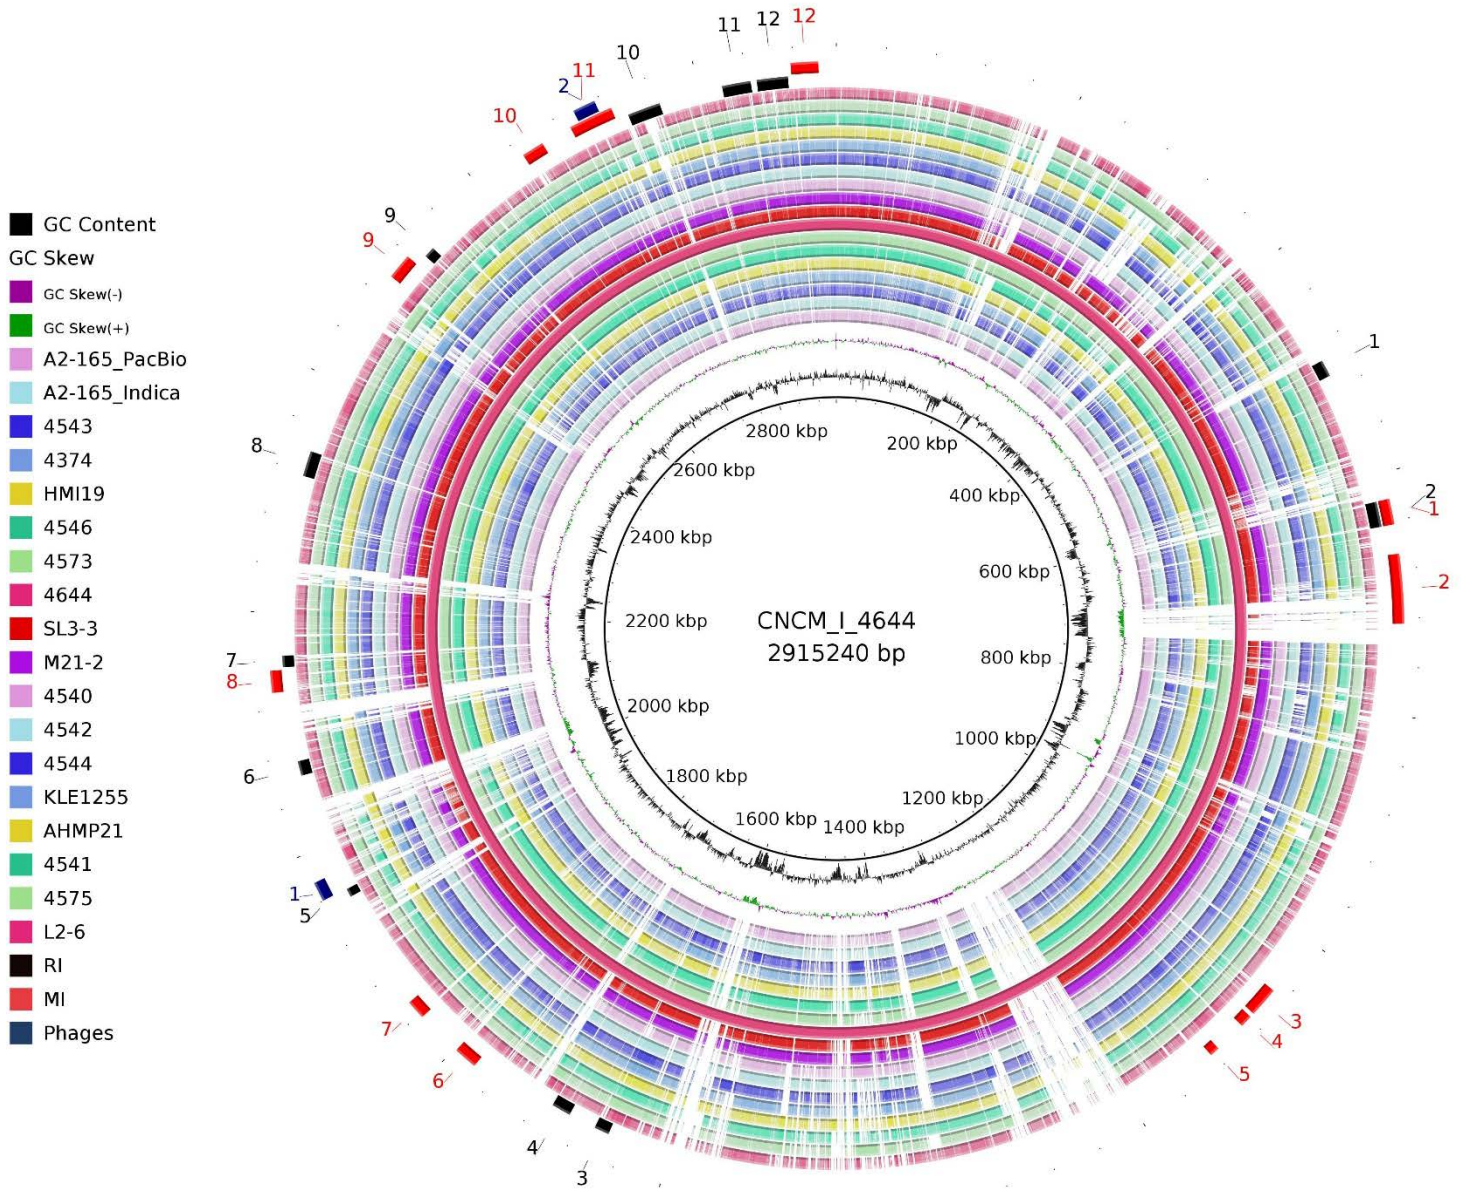 GC Content
GC Skew
GC Skew(-)
GC Skew(+)
A2-165_PacBio
A2-165_Indica
4543
4374
HMI19
4546
4573
4644
SL3-3
M21-2
4540
4542
4544
KLE1255
AHMP21
4541
4575
L2-6
RI
MI
Phages
11
12
12
10
11
2
10
9
9
8
7
8
6
1
5
7
6
4
3
1
2
1
2
3
4
5
2800 kbp
200 kbp
2600 kbp
400 kbp
2400 kbp
600 kbp
2200 kbp
800 kbp
2000 kbp
1000 kbp
1800 kbp
1200 kbp
1600 kbp
1400 kbp
CNCM_I_4644
2915240 bp